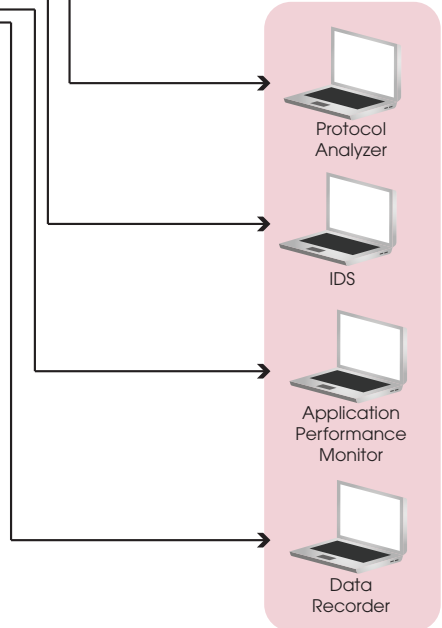 Protocol
Analyzer
IDS
Application
Performance
Monitor
Data
Recorder